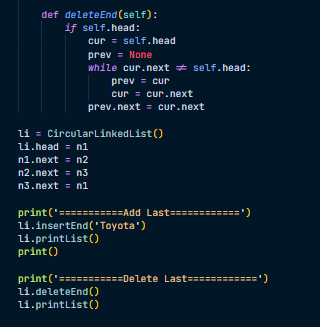 def deleteEnd(self):
if self.head:
cur = self.head
prev = None
while cur.next != self.head:
prev = cur
cur = cur.next
prev.next = cur.next
li = CircularLinkedList()
li.head = n1
n1.next = n2
n2.next = n3
n3.next = n1
print('===========Add Last============')
li.insertEnd('Toyota')
li.printList()
print()
print('===========Delete Last============')
li.deleteEnd()
li.printList()